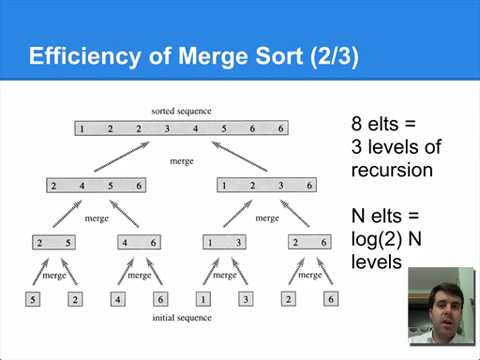 Efficiency of Merge Sort (2/3)
sorted sequence
1 2 2 3 4 5 6 6
merge
2 4 5 6 1 2 3 6
merge merge
2 5 4 6 1 3 2 6
merge merge merge merge
5 2 4 6 1 3 2 6
initial sequence
8 elts =
3 levels of
recursion
N elts =
log(2) N
levels